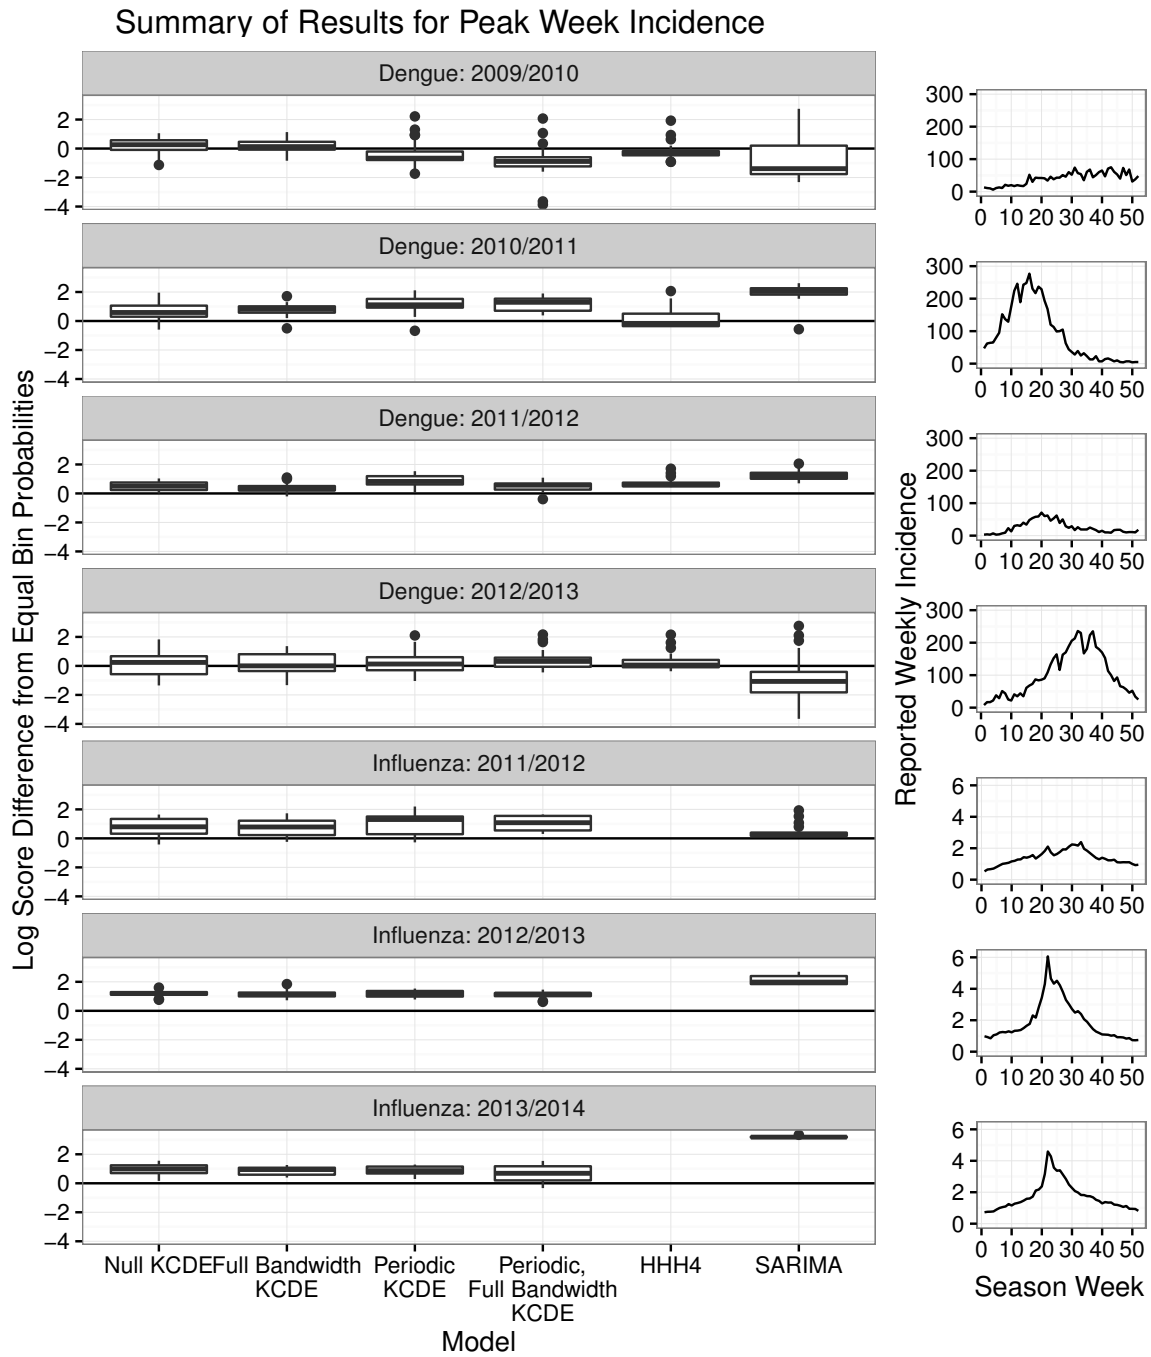 Summary of Results for Peak Week Incidence
Log Score Difference from Equal Bin Probabilities
Dengue: 2009/2010
2
0
−2
−4
Dengue: 2010/2011
2
0
−2
−4
Dengue: 2011/2012
2
0
−2
−4
Dengue: 2012/2013
2
0
−2
−4
Influenza: 2011/2012
2
0
−2
−4
Influenza: 2012/2013
2
0
−2
−4
Influenza: 2013/2014
2
0
−2
−4
Null KCDE
Full Bandwidth
KCDE
Periodic
KCDE
Periodic,
Full Bandwidth
KCDE
HHH4
SARIMA
Model
Reported Weekly Incidence
300
200
100
0
0 10 20 30 40 50
300
200
100
0
0 10 20 30 40 50
300
200
100
0
0 10 20 30 40 50
300
200
100
0
0 10 20 30 40 50
6
4
2
0
0 10 20 30 40 50
6
4
2
0
0 10 20 30 40 50
6
4
2
0
0 10 20 30 40 50
Season Week